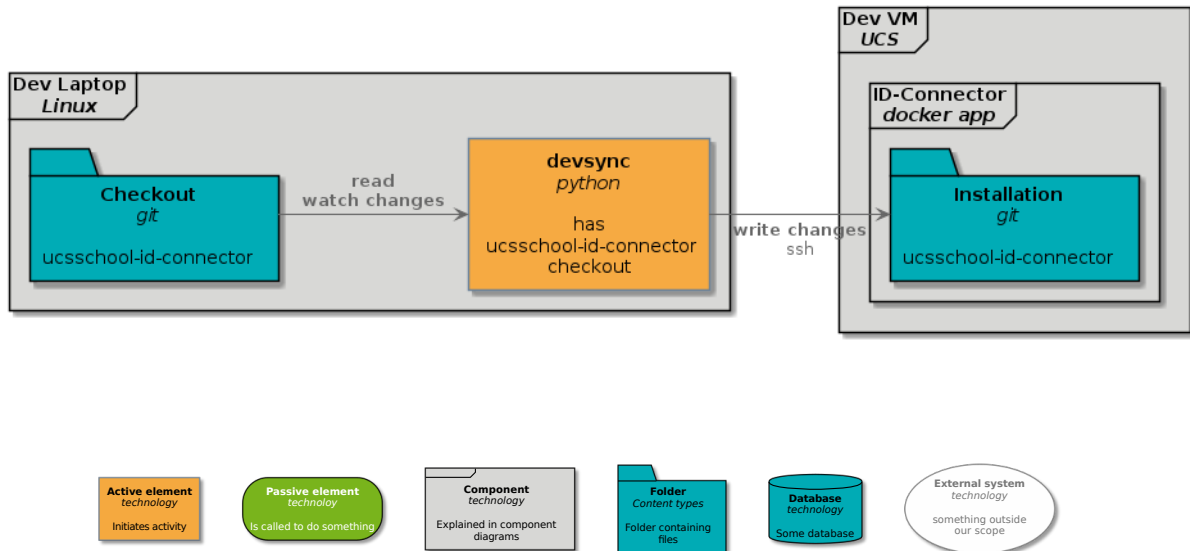 Dev Laptop
Linux
Checkout
git
ucsschool-id-connector
read
watch changes
devsync
python
has
ucsschool-id-connector
checkout
write changes
ssh
Dev VM
UCS
ID-Connector
docker app
Installation
git
ucsschool-id-connector
Active element
technology
Initiates activity
Passive element
technoloy
Is called to do something
Component
technology
Explained in component
diagrams
Folder
Content types
Folder containing
files
Database
technology
Some database
External system
technology
something outside
our scope